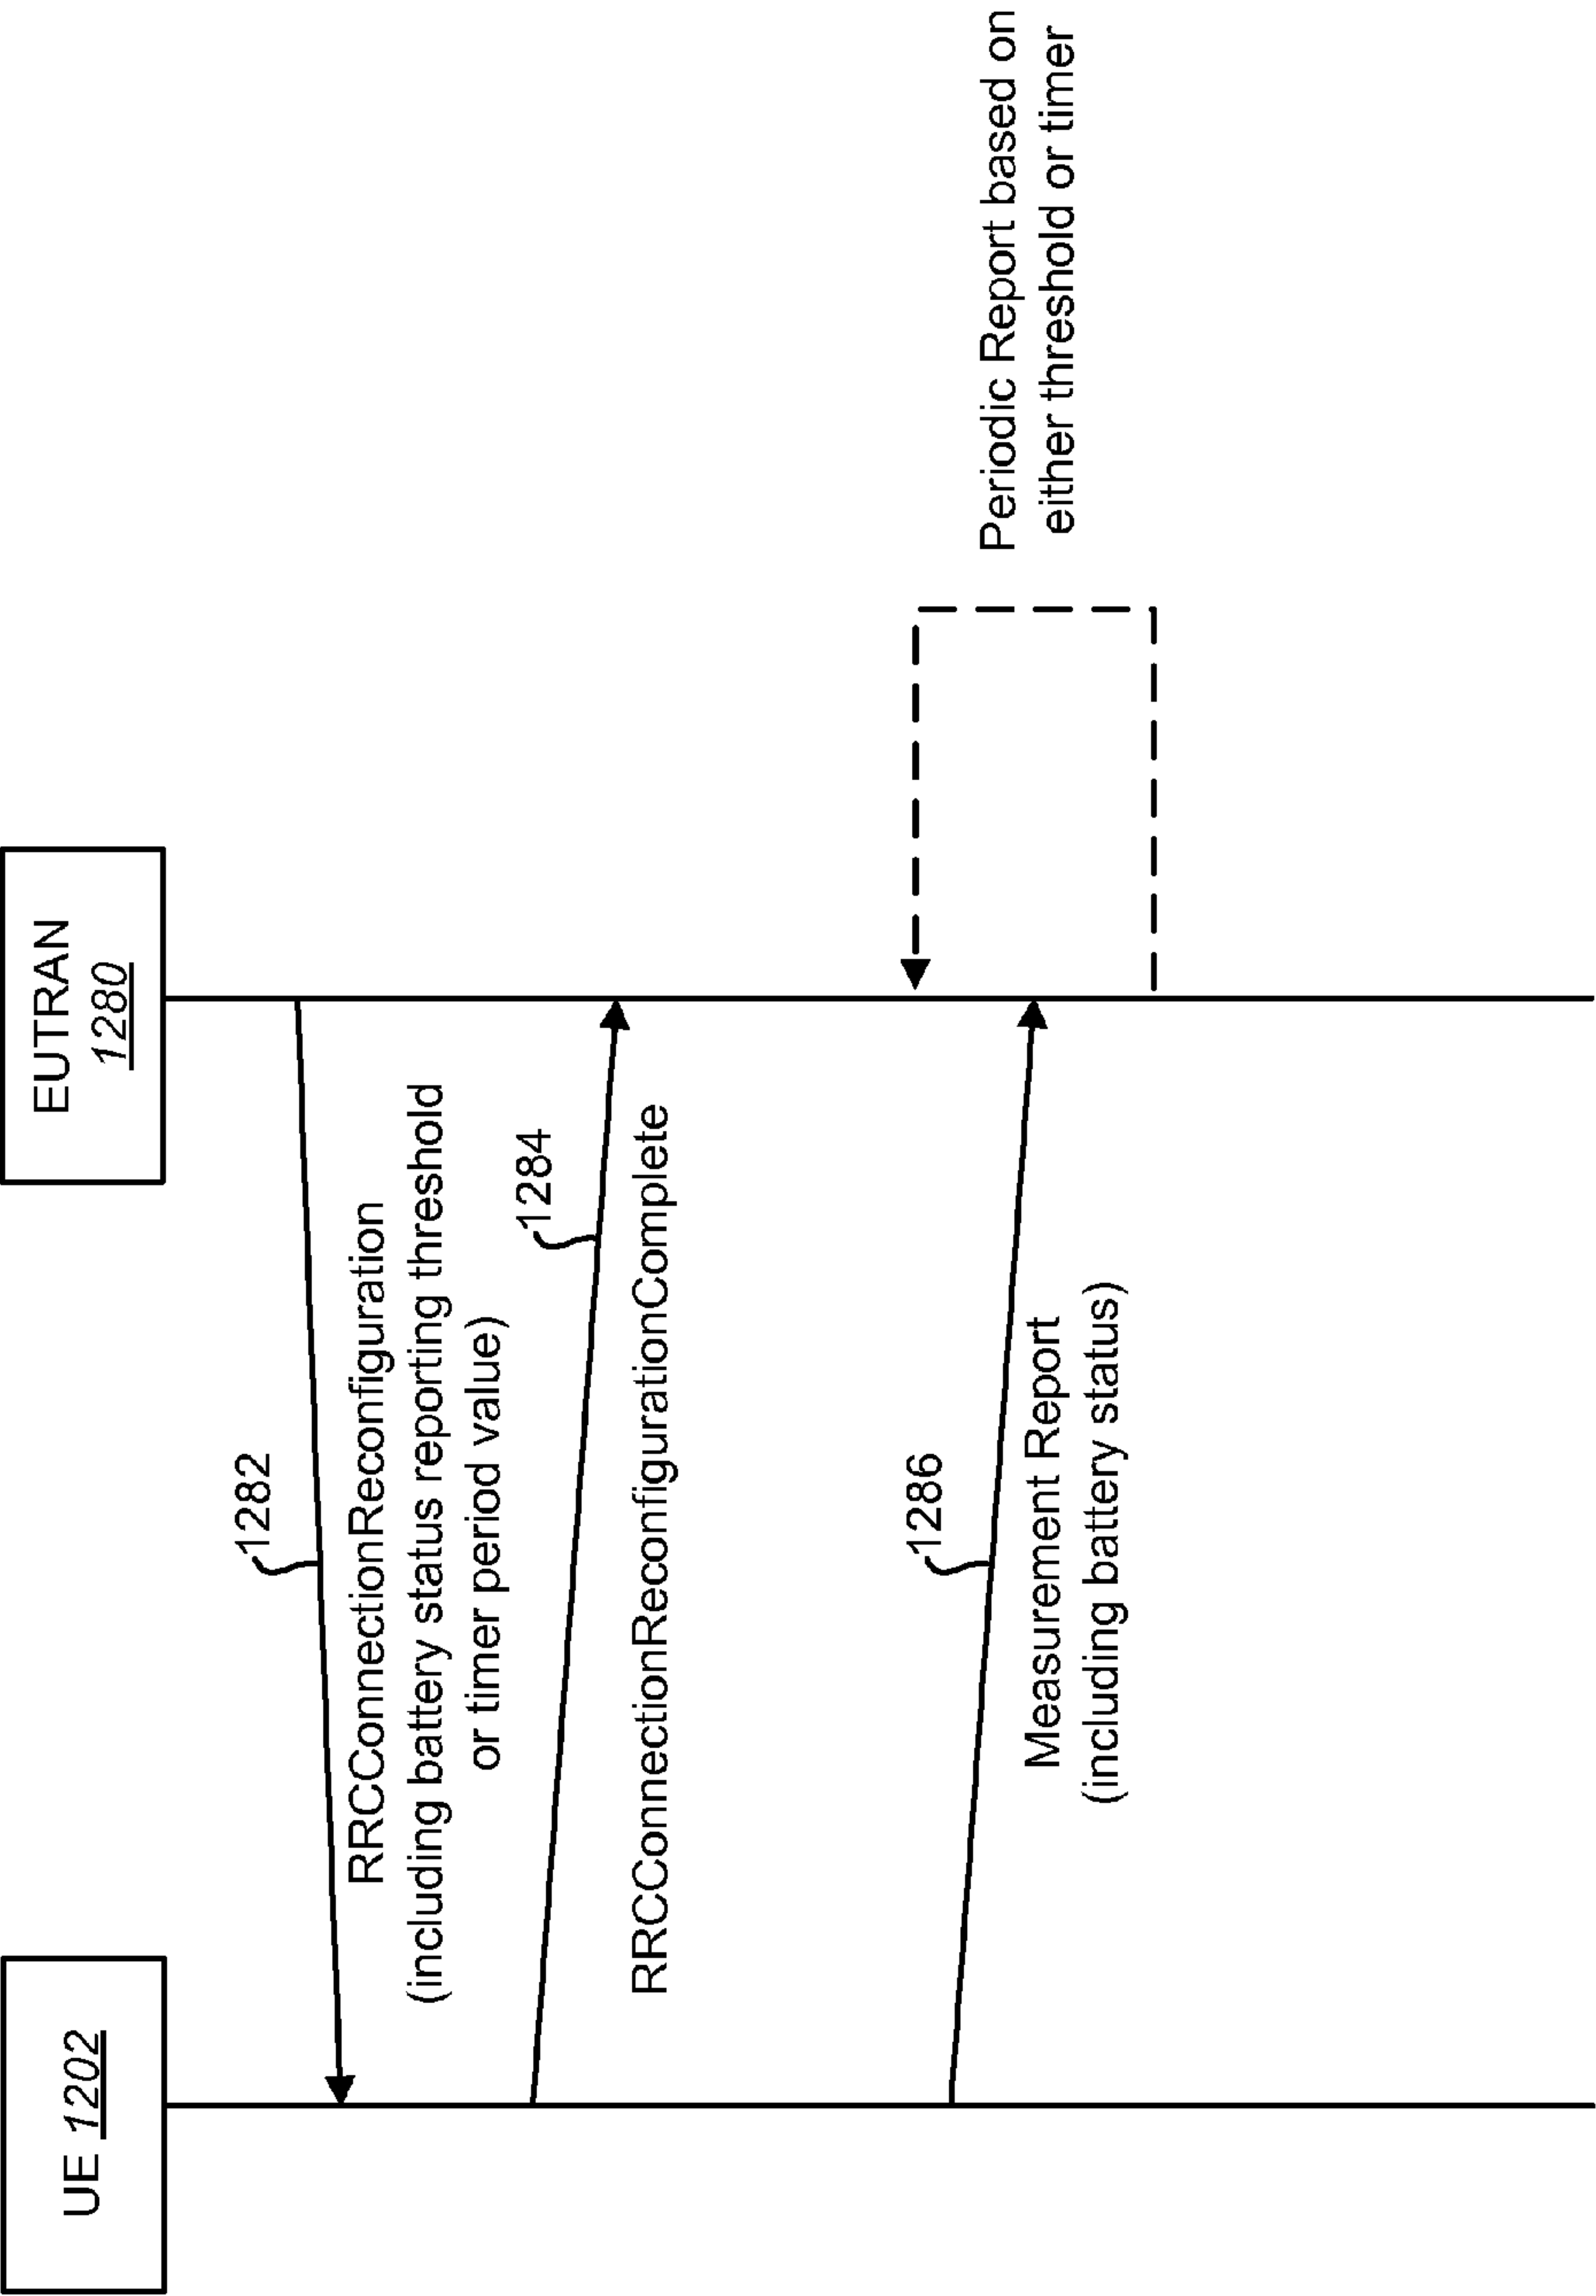 UE 1202
EUTRAN
1280
1282
RRCConnectionReconfiguration
(including battery status reporting threshold
or timer period value)
1284
RRCConnectionReconfigurationComplete
1286
Measurement Report
(including battery status)
Periodic Report based on
either threshold or timer